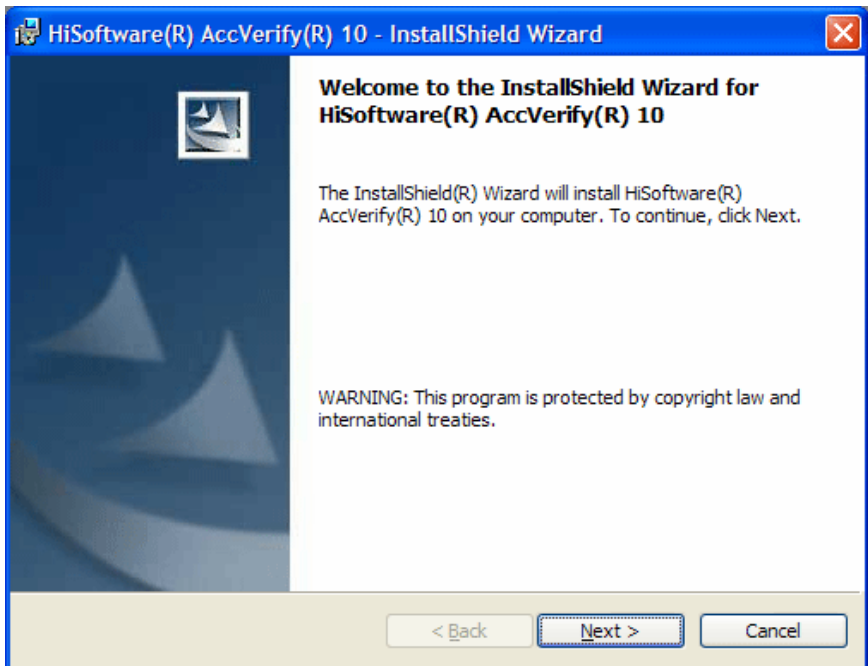 HiSoftware(R) AccVerify(R) 10 - InstallShield Wizard
Welcome to the InstallShield Wizard for
HiSoftware(R) AccVerify(R) 10
The InstallShield(R) Wizard will install HiSoftware(R)
AccVerify(R) 10 on your computer. To continue, click Next.
WARNING: This program is protected by copyright law and
international treaties.
< Back
Next >
Cancel